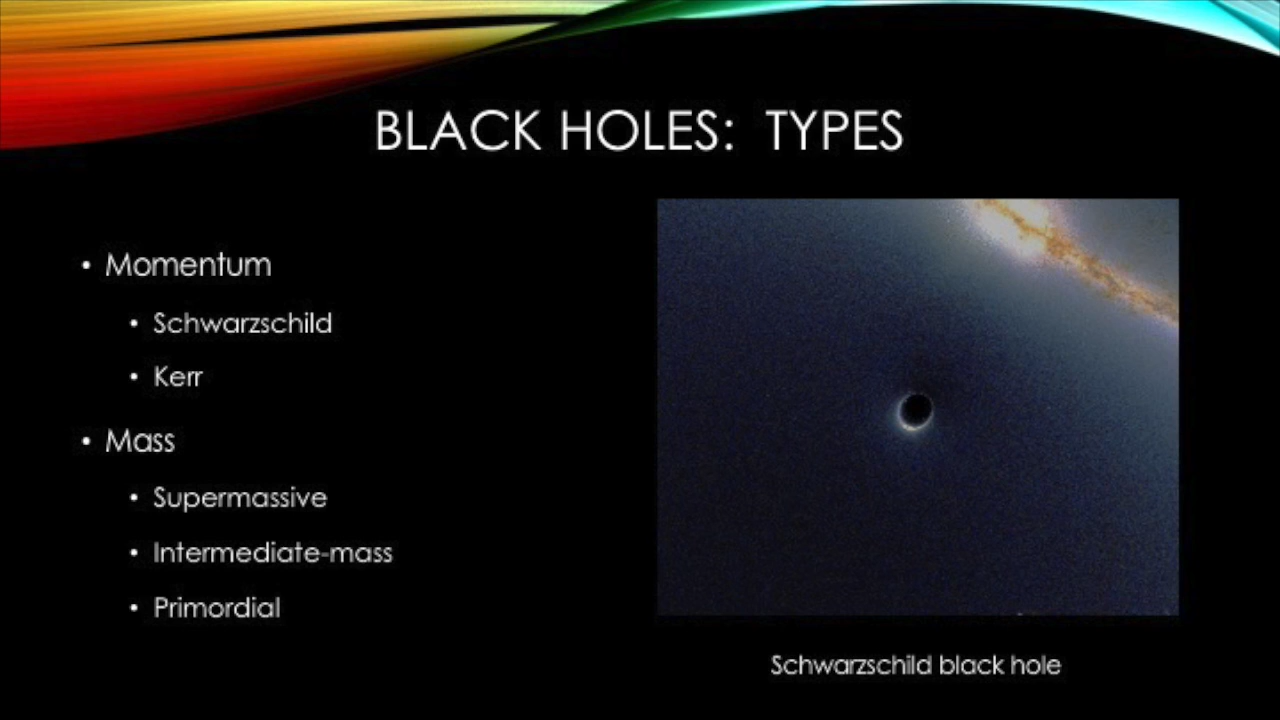 BLACK HOLES: TYPES
• Momentum
• Schwarzschild
• Kerr
• Mass
• Supermassive
• Intermediate-mass
• Primordial
Schwarzschild black hole